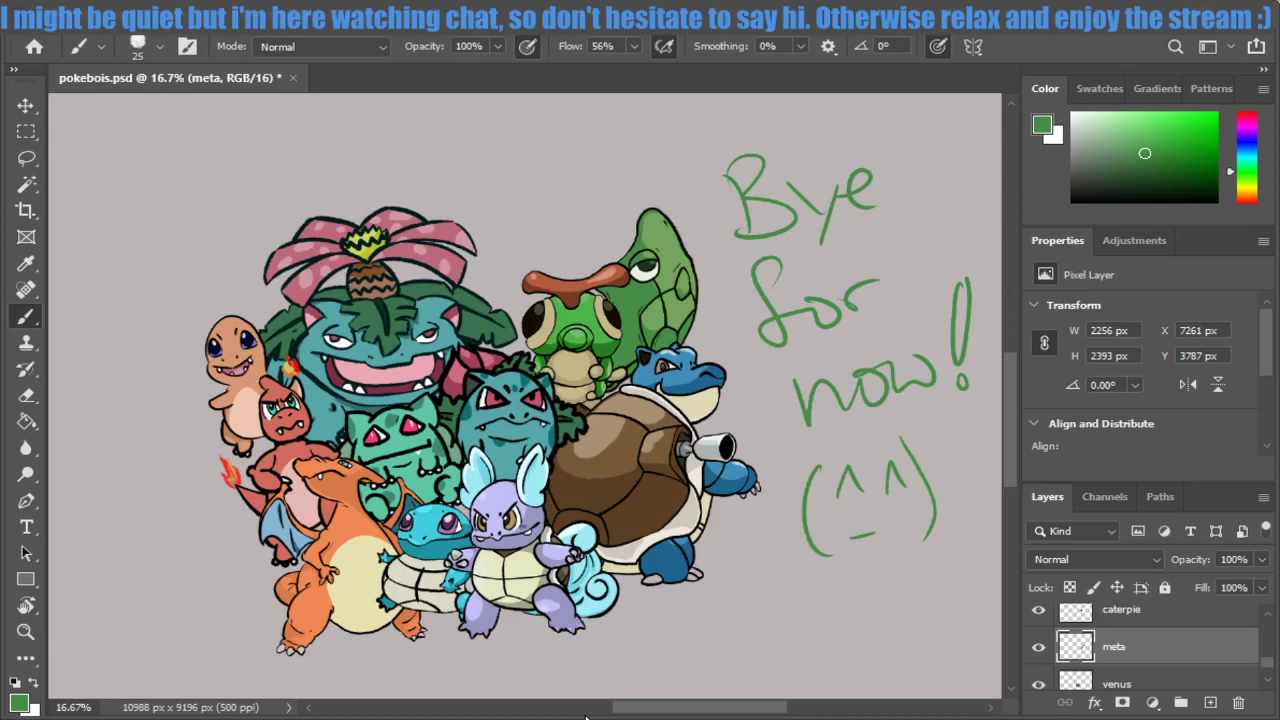 I might be quiet but i'm here watching chat, so don't hesitate to say hi. Otherwise relax and enjoy the stream :)
25
Mode: Normal
Opacity: 100%
Flow: 56%
Smoothing: 0%
0°
pokebois.psd @ 16.7% (meta, RGB/16) *
Color Swatches Gradients Patterns
Bye
for
now!
(^^)
Properties Adjustments
Pixel Layer
Transform
W 2256 px X 7261 px
H 2393 px Y 3787 px
0.00°
Align and Distribute
Align:
Layers Channels Paths
Kind
Normal Opacity: 100%
Lock: Fill: 100%
caterpie
meta
venus
16.67% 10988 px x 9196 px (500 ppi)